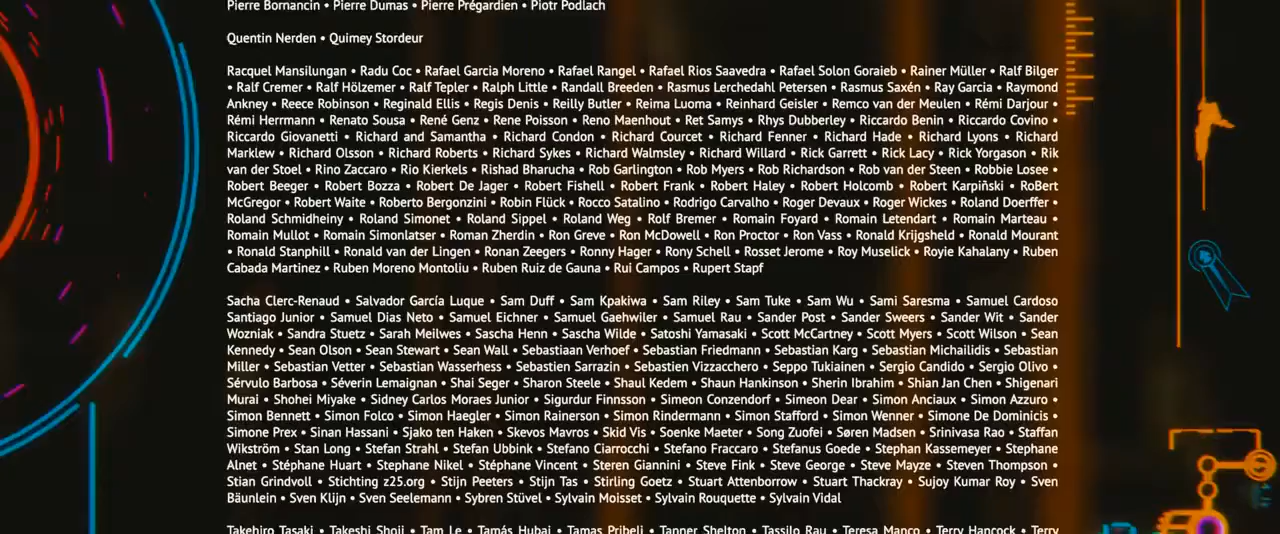 Pierre Bornancin • Pierre Dumas • Pierre Prégardien • Piotr Podlach
Quentin Nerden • Quimey Stordeur
Racquel Mansilungan • Radu Coc • Rafael Garcia Moreno • Rafael Rangel • Rafael Rios Saavedra • Rafael Solon Goraieb • Rainer Müller • Ralf Bilger
• Ralf Cremer • Ralf Hölzemer • Ralf Tepler • Ralph Little • Randall Breeden • Rasmus Lerchedahl Petersen • Rasmus Saxén • Ray Garcia • Raymond
Ankney • Reece Robinson • Reginald Ellis • Regis Denis • Reilly Butler • Reima Luoma • Reinhard Geisler • Remco van der Meulen • Rémi Darjour •
Rémi Herrmann • Renato Sousa • René Genz • Rene Poisson • Reno Maenhout • Ret Samys • Rhys Dubberley • Riccardo Benin • Riccardo Covino •
Riccardo Giovanetti • Richard and Samantha • Richard Condon • Richard Courcet • Richard Fenner • Richard Hade • Richard Lyons • Richard
Marklew • Richard Olsson • Richard Roberts • Richard Sykes • Richard Walmsley • Richard Willard • Rick Garrett • Rick Lacy • Rick Yorgason • Rik
van der Stoel • Rino Zaccaro • Rio Kierkels • Rishad Bharucha • Rob Garlington • Rob Myers • Rob Richardson • Rob van der Steen • Robbie Losee •
Robert Beeger • Robert Bozza • Robert De Jager • Robert Fishell • Robert Frank • Robert Haley • Robert Holcomb • Robert Karpiñski • RoBert
McGregor • Robert Waite • Roberto Bergonzini • Robin Flück • Rocco Satalino • Rodrigo Carvalho • Roger Devaux • Roger Wickes • Roland Doerffer •
Roland Schmidheiny • Roland Simonet • Roland Sippel • Roland Weg • Rolf Bremer • Romain Foyard • Romain Letendart • Romain Marteau •
Romain Mullot • Romain Simonlatser • Roman Zherdin • Ron Greve • Ron McDowell • Ron Proctor • Ron Vass • Ronald Krijgsheld • Ronald Mourant
• Ronald Stanphill • Ronald van der Lingen • Ronan Zeegers • Ronny Hager • Rony Schell • Rosset Jerome • Roy Muselick • Royie Kahalany • Ruben
Cabada Martinez • Ruben Moreno Montoliu • Ruben Ruiz de Gauna • Rui Campos • Rupert Stapf
Sacha Clerc-Renaud • Salvador García Luque • Sam Duff • Sam Kpakiwa • Sam Riley • Sam Tuke • Sam Wu • Sami Saresma • Samuel Cardoso
Santiago Junior • Samuel Dias Neto • Samuel Eichner • Samuel Gaehwiler • Samuel Rau • Sander Post • Sander Sweers • Sander Wit • Sander
Wozniak • Sandra Stuetz • Sarah Meilwes • Sascha Henn • Sascha Wilde • Satoshi Yamasaki • Scott McCartney • Scott Myers • Scott Wilson • Sean
Kennedy • Sean Olson • Sean Stewart • Sean Wall • Sebastiaan Verhoef • Sebastian Friedmann • Sebastian Karg • Sebastian Michailidis • Sebastian
Miller • Sebastian Vetter • Sebastian Wasserhess • Sebastien Sarrazin • Sebastien Vizzacchero • Seppo Tukiainen • Sergio Candido • Sergio Olivo •
Sérvulo Barbosa • Séverin Lemaignan • Shai Seger • Sharon Steele • Shaul Kedem • Shaun Hankinson • Sherin Ibrahim • Shian Jan Chen • Shigenari
Murai • Shohei Miyake • Sidney Carlos Moraes Junior • Sigurdur Finnsson • Simeon Conzendorf • Simeon Dear • Simon Anciaux • Simon Azzuro •
Simon Bennett • Simon Folco • Simon Haegler • Simon Rainerson • Simon Rindermann • Simon Stafford • Simon Wenner • Simone De Dominicis •
Simone Prex • Sinan Hassani • Sjako ten Haken • Skevos Mavros • Skid Vis • Soenke Maeter • Song Zuofei • Søren Madsen • Srinivasa Rao • Staffan
Wikström • Stan Long • Stefan Strahl • Stefan Ubbink • Stefano Ciarrocchi • Stefano Fraccaro • Stefanus Goede • Stephan Kassemeyer • Stephane
Alnet • Stéphane Huart • Stephane Nikel • Stéphane Vincent • Steren Giannini • Steve Fink • Steve George • Steve Mayze • Steven Thompson •
Stian Grindvoll • Stichting z25.org • Stijn Peeters • Stijn Tas • Stirling Goetz • Stuart Attenborrow • Stuart Thackray • Sujoy Kumar Roy • Sven
Bäunlein • Sven Klijn • Sven Seelemann • Sybren Stüvel • Sylvain Moisset • Sylvain Rouquette • Sylvain Vidal
Takehiro Tasaki • Takeshi Shoji • Tam Le • Tamás Hubai • Tamas Pribeli • Tanner Shelton • Tassilo Rau • Teresa Manco • Terry Hancock • Terry